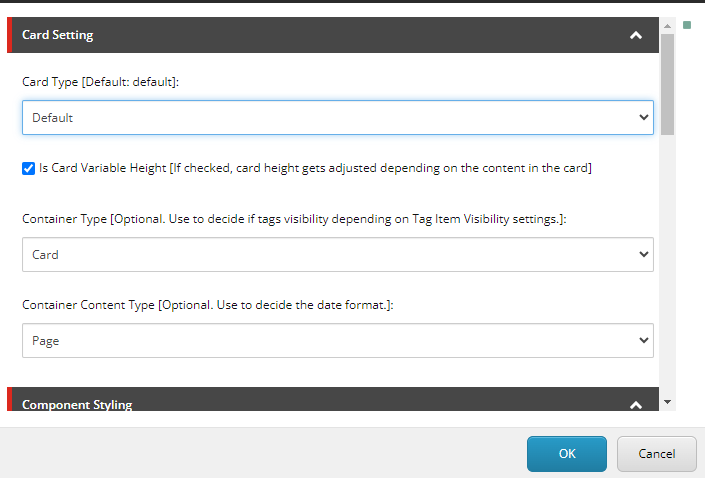 Card Setting
Card Type [Default: default]:
Default
Is Card Variable Height [If checked, card height gets adjusted depending on the content in the card]
Container Type [Optional. Use to decide if tags visibility depending on Tag Item Visibility settings.]:
Card
Container Content Type [Optional. Use to decide the date format.]:
Page
Component Styling
OK Cancel